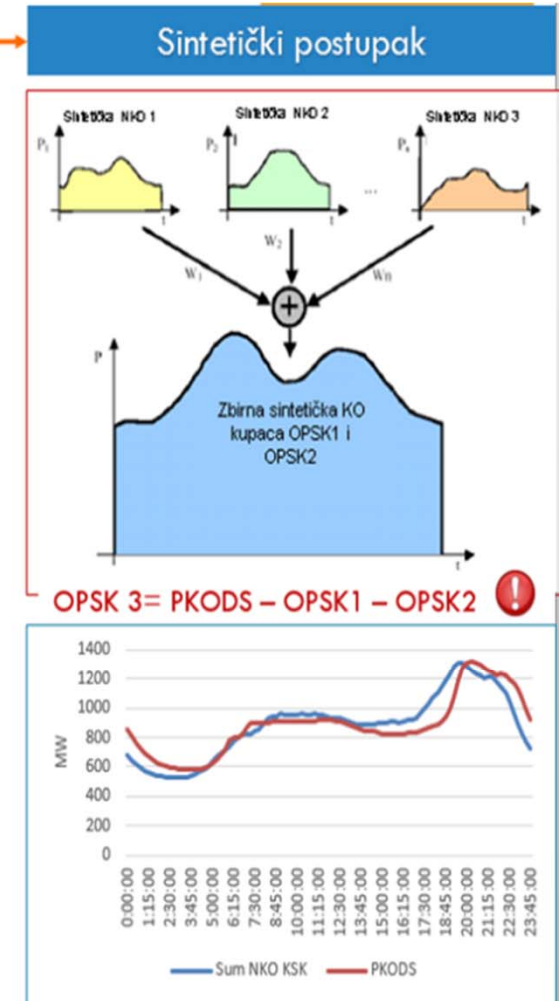 Sintetički postupak
Sintetička NKO 1
Sintetička NKO 2
Sintetička NKO 3
P₁
P₂
Pₙ
t
t
...
t
W₁
W₂
Wₙ
+
P
Zbirna sintetička KO
kupaca OPSK1 i
OPSK2
t
OPSK 3= PKODS – OPSK1 – OPSK2 !
1400
1200
1000
800
600
400
200
0
MW
0:00:00
1:15:00
2:30:00
3:45:00
5:00:00
6:15:00
7:30:00
8:45:00
10:00:00
11:15:00
12:30:00
13:45:00
15:00:00
16:15:00
17:30:00
18:45:00
20:00:00
21:15:00
22:30:00
23:45:00
Sum NKO KSK
PKODS